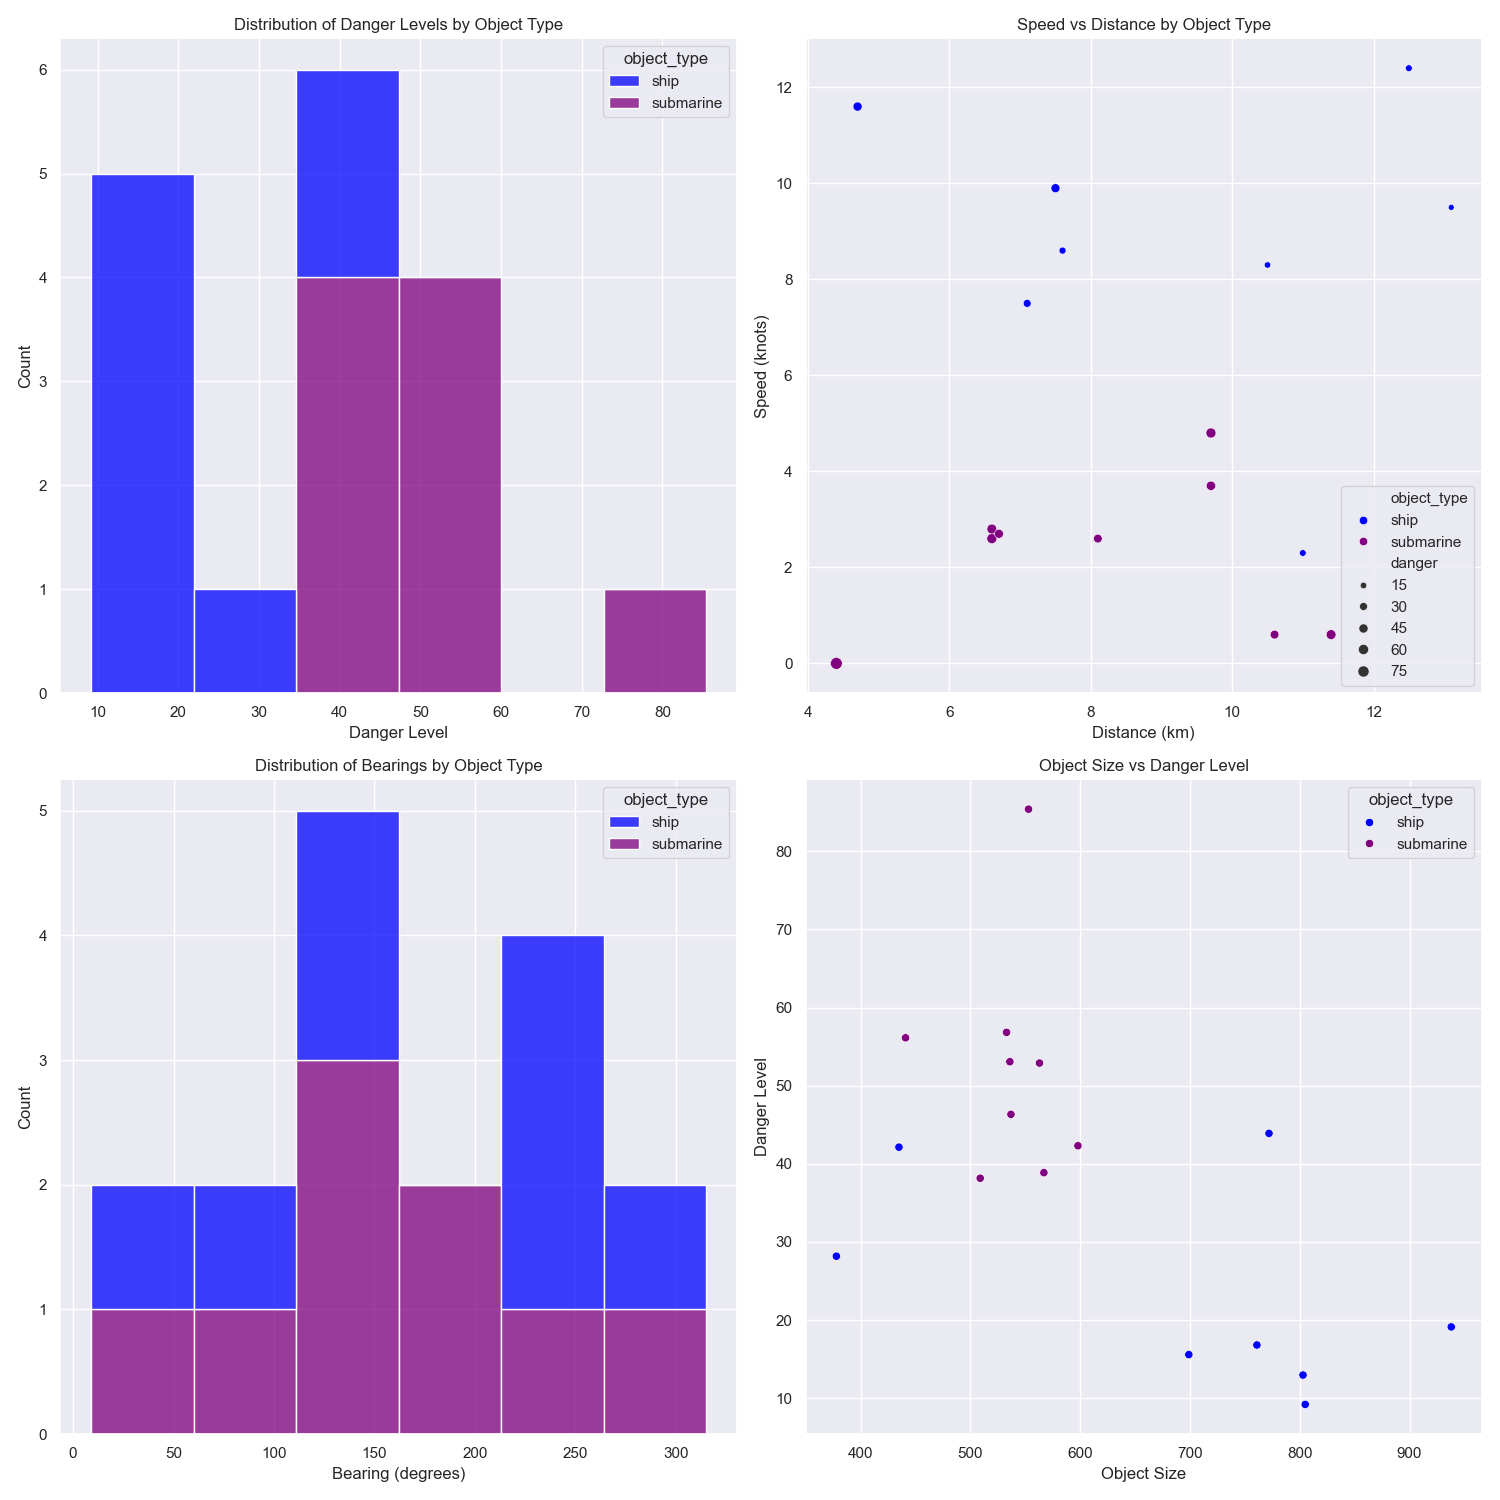 Distribution of Danger Levels by Object Type
object_type
ship
submarine
6
5
4
3
2
1
0
Count
10 20 30 40 50 60 70 80
Danger Level
Speed vs Distance by Object Type
12
10
8
6
4
2
0
Speed (knots)
object_type
ship
submarine
danger
15
30
45
60
75
4 6 8 10 12
Distance (km)
Distribution of Bearings by Object Type
object_type
ship
submarine
5
4
3
2
1
0
Count
0 50 100 150 200 250 300
Bearing (degrees)
Object Size vs Danger Level
object_type
ship
submarine
80
70
60
50
40
30
20
10
Danger Level
400 500 600 700 800 900
Object Size